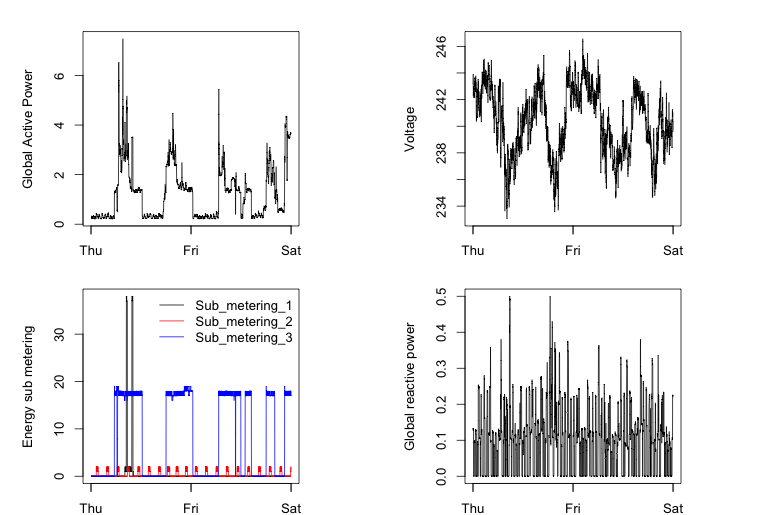 Global Active Power
6
4
2
0
Thu Fri Sat
Voltage
246
242
238
234
Thu Fri Sat
Energy sub metering
30
20
10
0
Sub_metering_1
Sub_metering_2
Sub_metering_3
Thu Fri Sat
Global reactive power
0.5
0.4
0.3
0.2
0.1
0.0
Thu Fri Sat